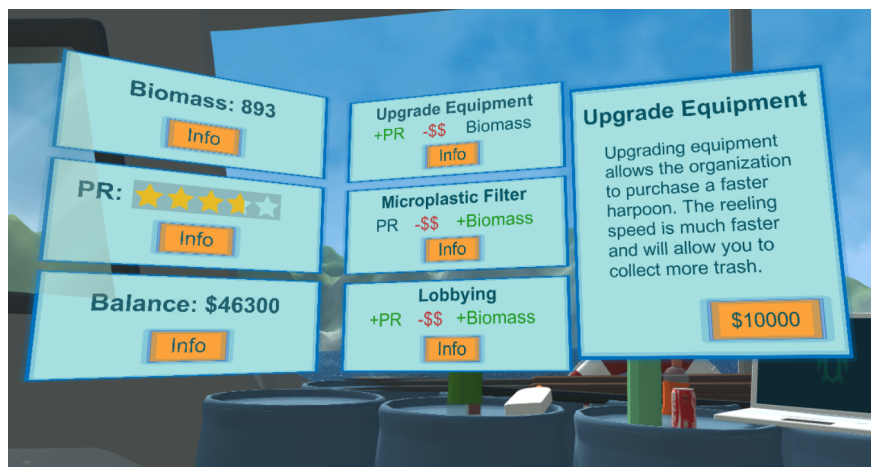 Biomass: 893
Info
PR:
Info
Balance: $46300
Info
Upgrade Equipment
+PR -$$ Biomass
Info
Microplastic Filter
PR -$$ +Biomass
Info
Lobbying
+PR -$$ +Biomass
Info
Upgrade Equipment
Upgrading equipment
allows the organization
to purchase a faster
harpoon. The reeling
speed is much faster
and will allow you to
collect more trash.
$10000